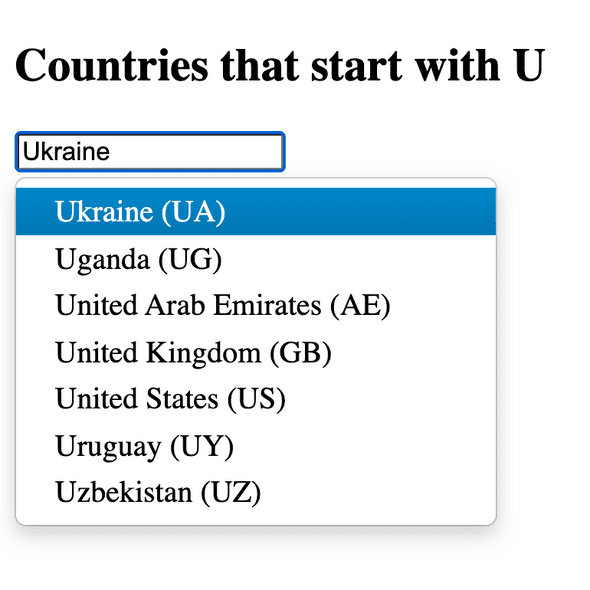 Countries that start with U
Ukraine
Ukraine (UA)
Uganda (UG)
United Arab Emirates (AE)
United Kingdom (GB)
United States (US)
Uruguay (UY)
Uzbekistan (UZ)